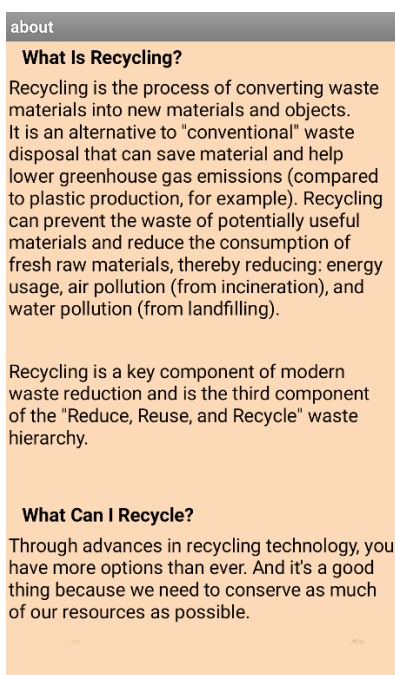 about
What Is Recycling?
Recycling is the process of converting waste
materials into new materials and objects.
It is an alternative to "conventional" waste
disposal that can save material and help
lower greenhouse gas emissions (compared
to plastic production, for example). Recycling
can prevent the waste of potentially useful
materials and reduce the consumption of
fresh raw materials, thereby reducing: energy
usage, air pollution (from incineration), and
water pollution (from landfilling).
Recycling is a key component of modern
waste reduction and is the third component
of the "Reduce, Reuse, and Recycle" waste
hierarchy.
What Can I Recycle?
Through advances in recycling technology, you
have more options than ever. And it's a good
thing because we need to conserve as much
of our resources as possible.